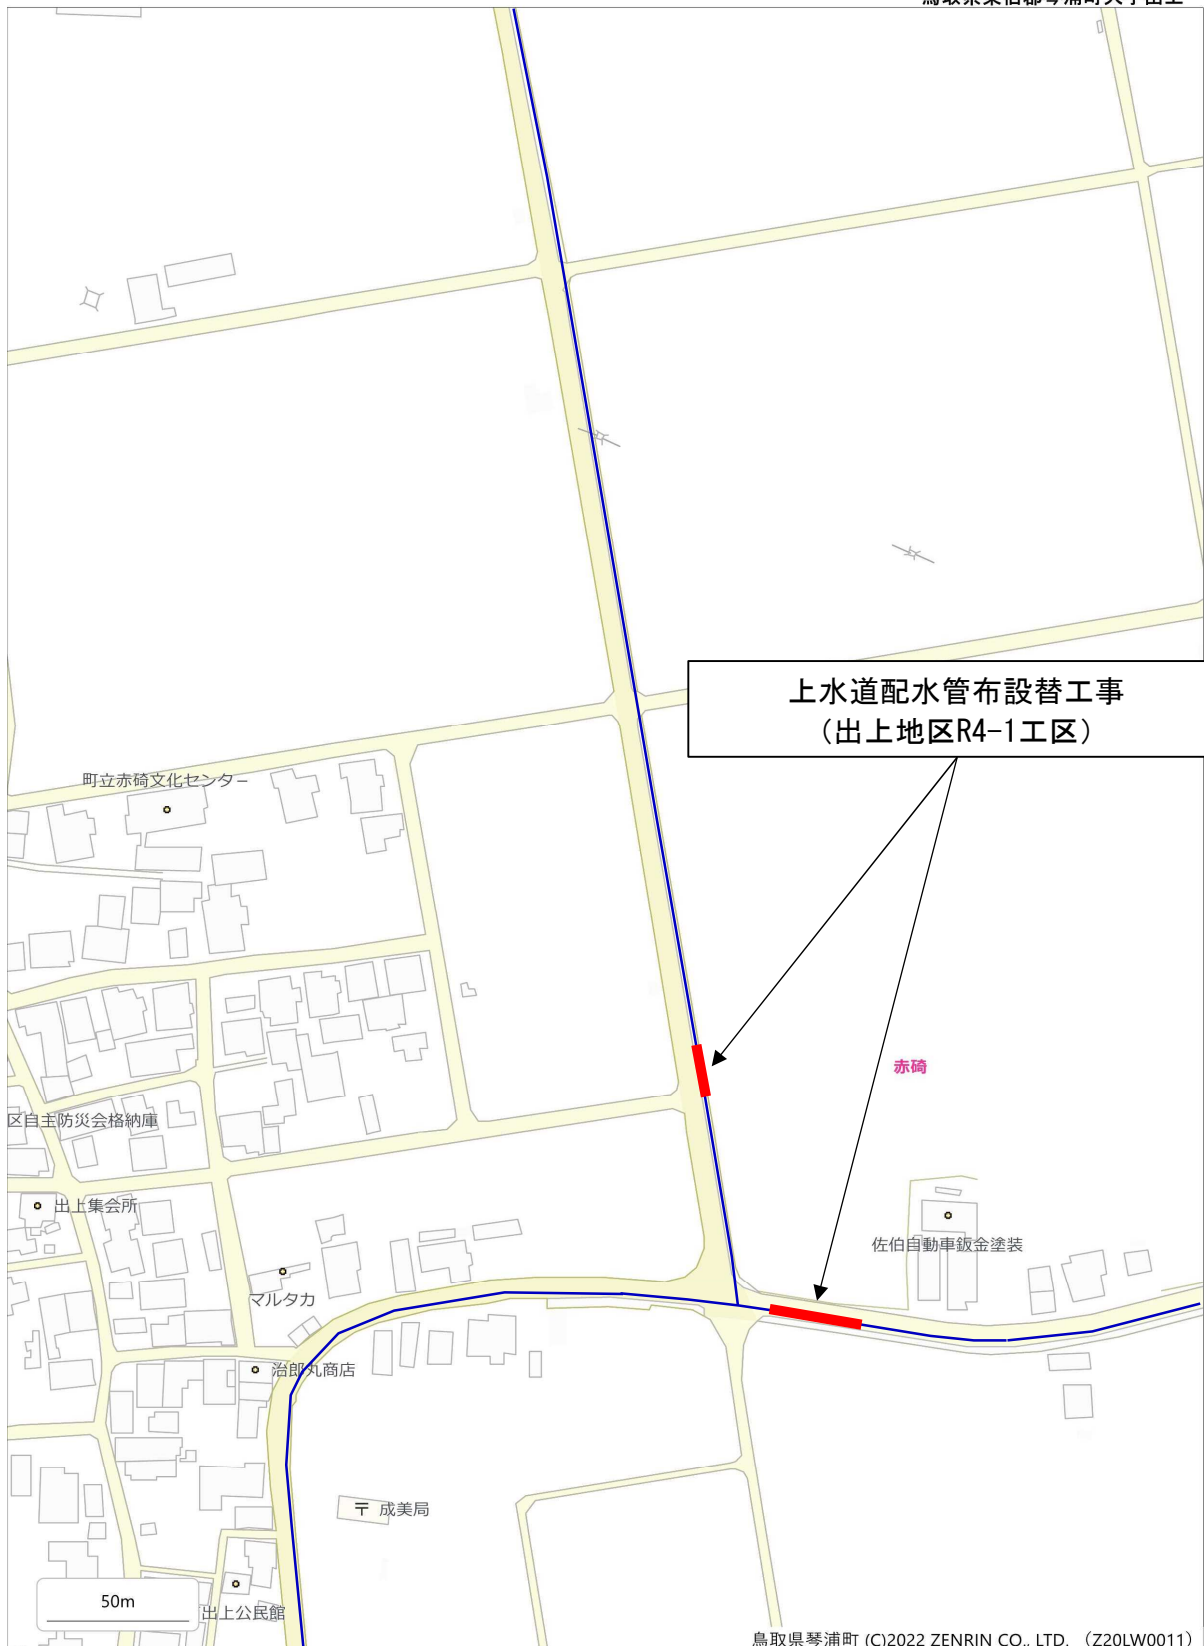 上水道配水管布設替工事
（出上地区R4-1工区）
町立赤碕文化センター
赤碕
区自主防災会格納庫
出上集会所
佐伯自動車鈑金塗装
マルタカ
治郎丸商店
〒 成美局
50m
出上公民館
鳥取県琴浦町 (C)2022 ZENRIN CO., LTD. （Z20LW0011）